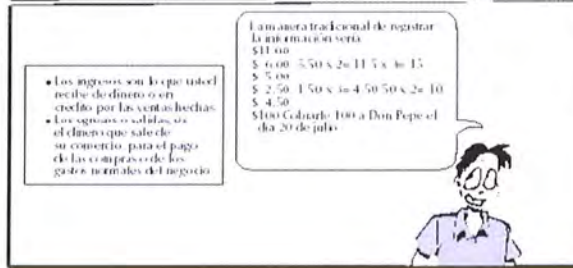 • Los ingresos son lo que usted
recibe de dinero o en
credito por las ventas hechas
• Los egresos o salidas, es
el dinero que sale de
su comercio para el pago
de las compras o de los
gastos normales del negocio
La manera tradicional de registrar
la información sería
$11.00
$ 6.00 5.50 x 2= 11 5 x 3= 15
$ 5.00
$ 2.50 1.50 x 3= 4.50 50 x 2= 10
$ 4.50
$100 Cobrarle 100 a Don Pepe el
día 20 de julio